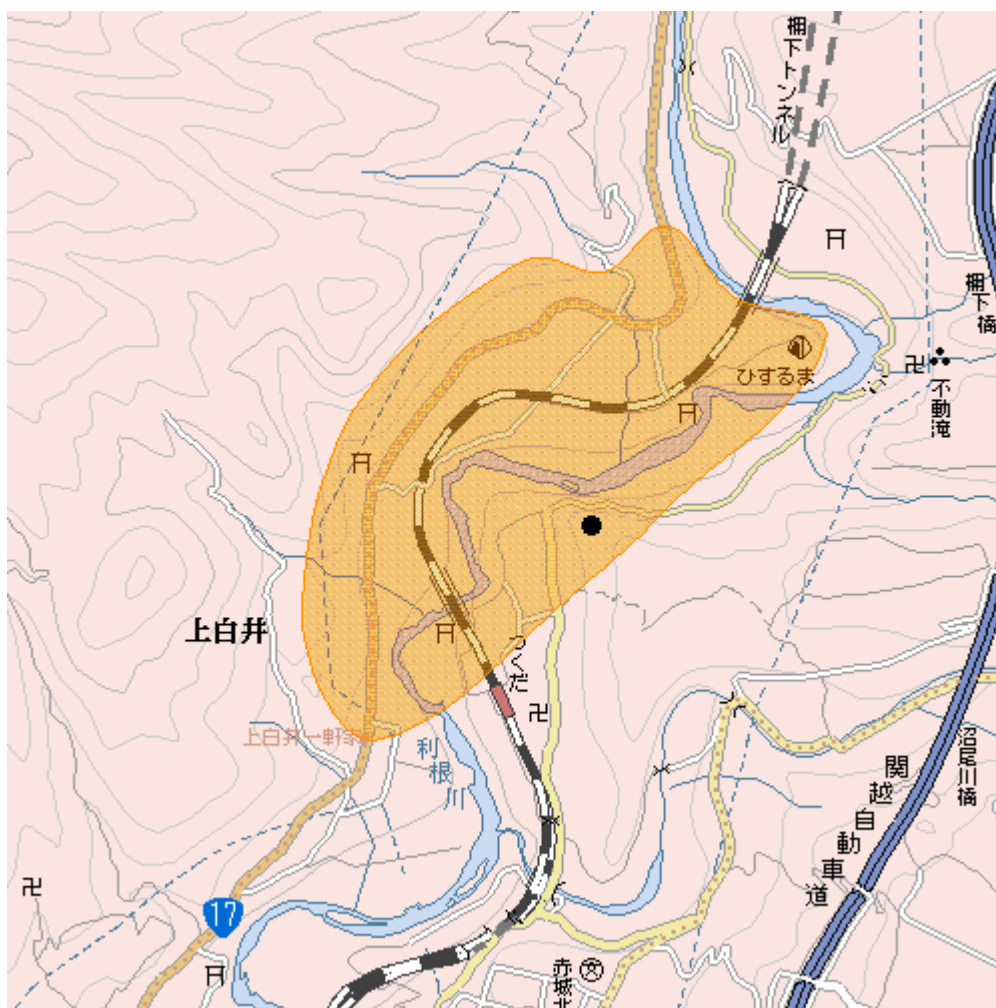 棚下トンネル
棚下橋
不動滝
ひするま
上白井
つくだ
上白井一軒家
利根川
関越自動車道
沼尾川橋
17
赤城北